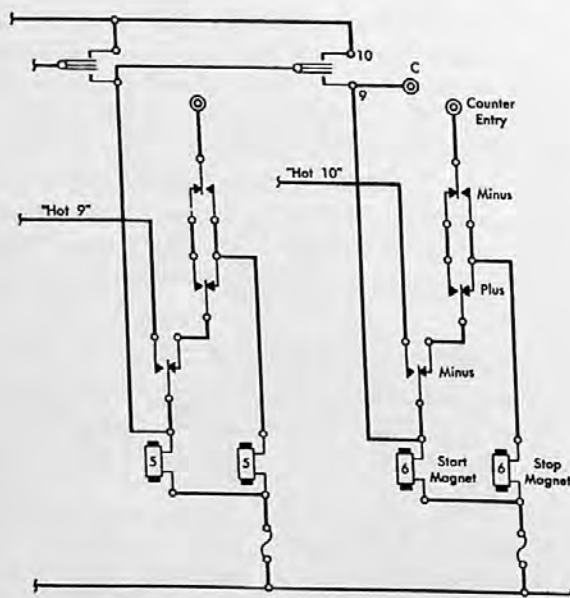 10
9
C
Counter
Entry
"Hot 10"
Minus
"Hot 9"
Plus
Minus
5
5
6
Start
Magnet
6
Stop
Magnet